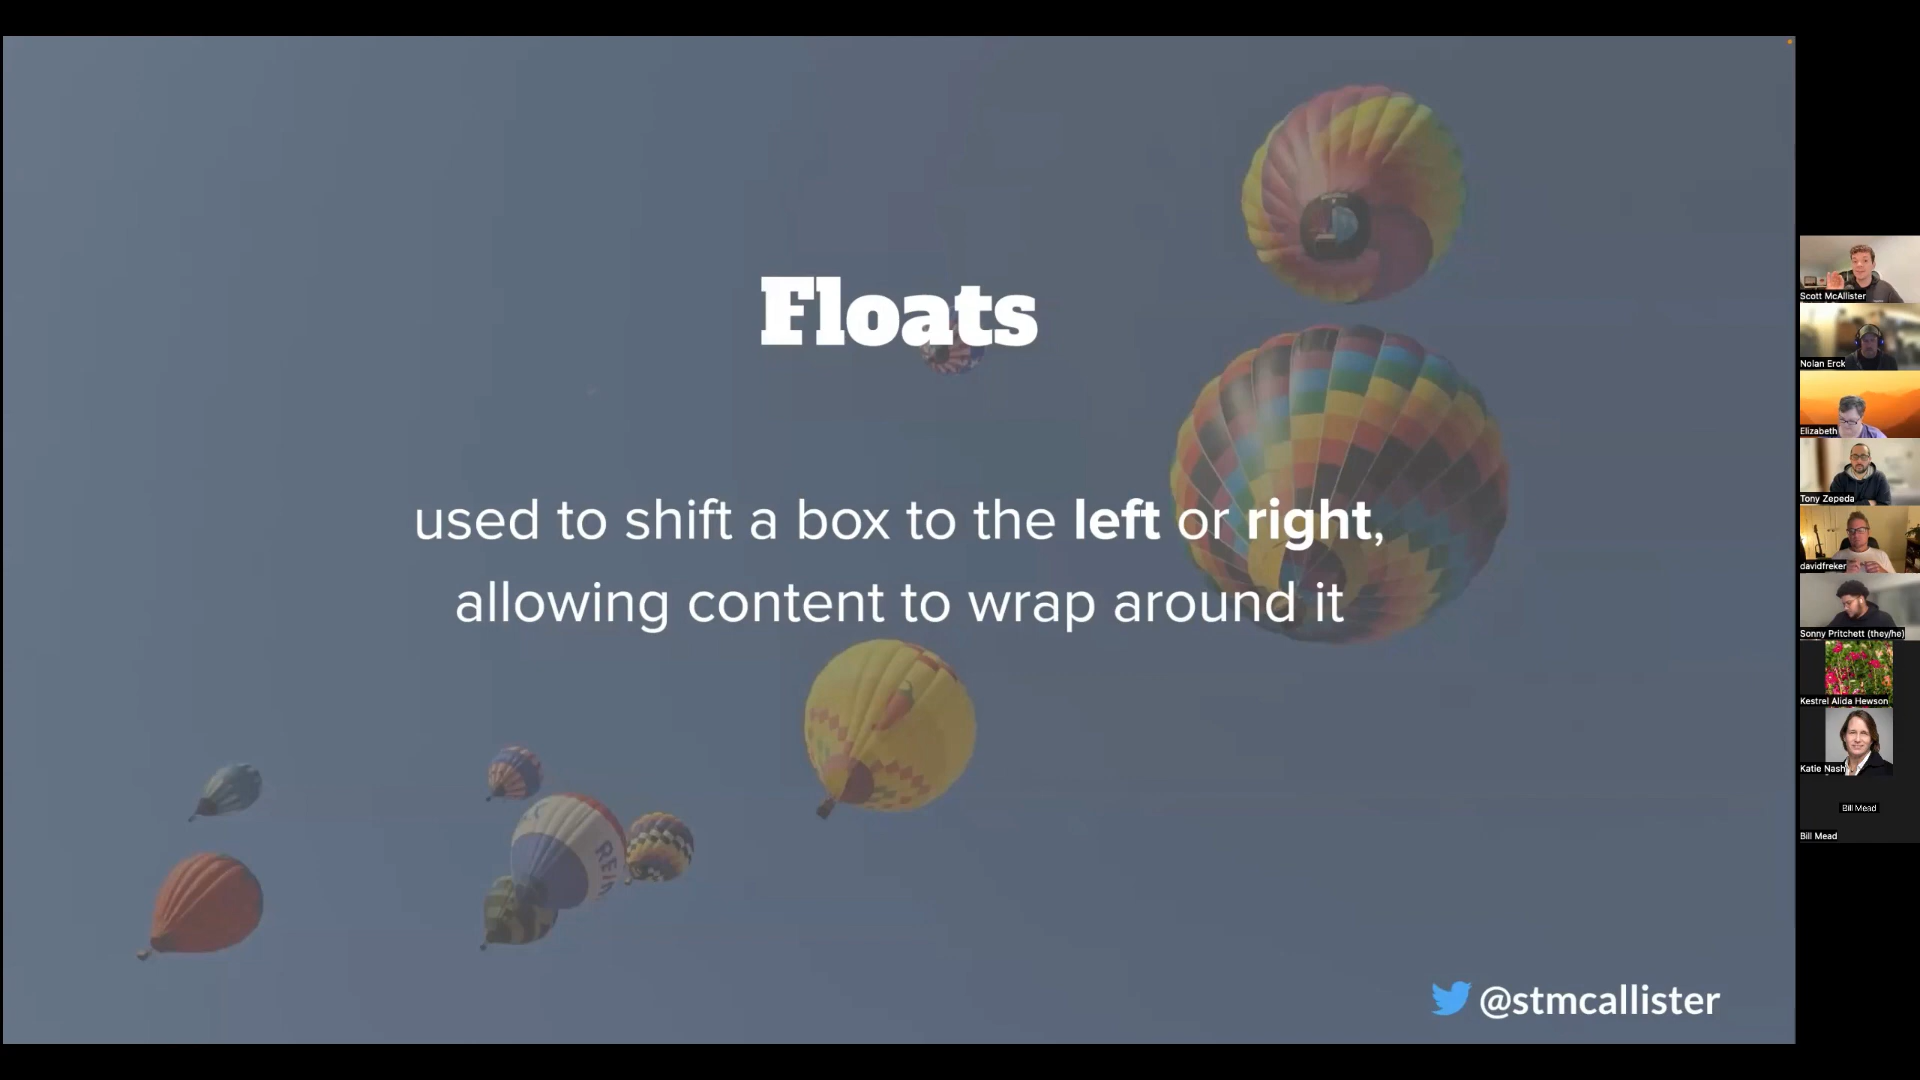 Floats
used to shift a box to the left or right,
allowing content to wrap around it
@stmcallister
Scott McAllister
Nolan Erck
Elizabeth
Tony Zepeda
davidfreker
Sonny Pritchett (they/he)
Kestrel Alida Hewson
Katie Nash
Bill Mead
Bill Mead